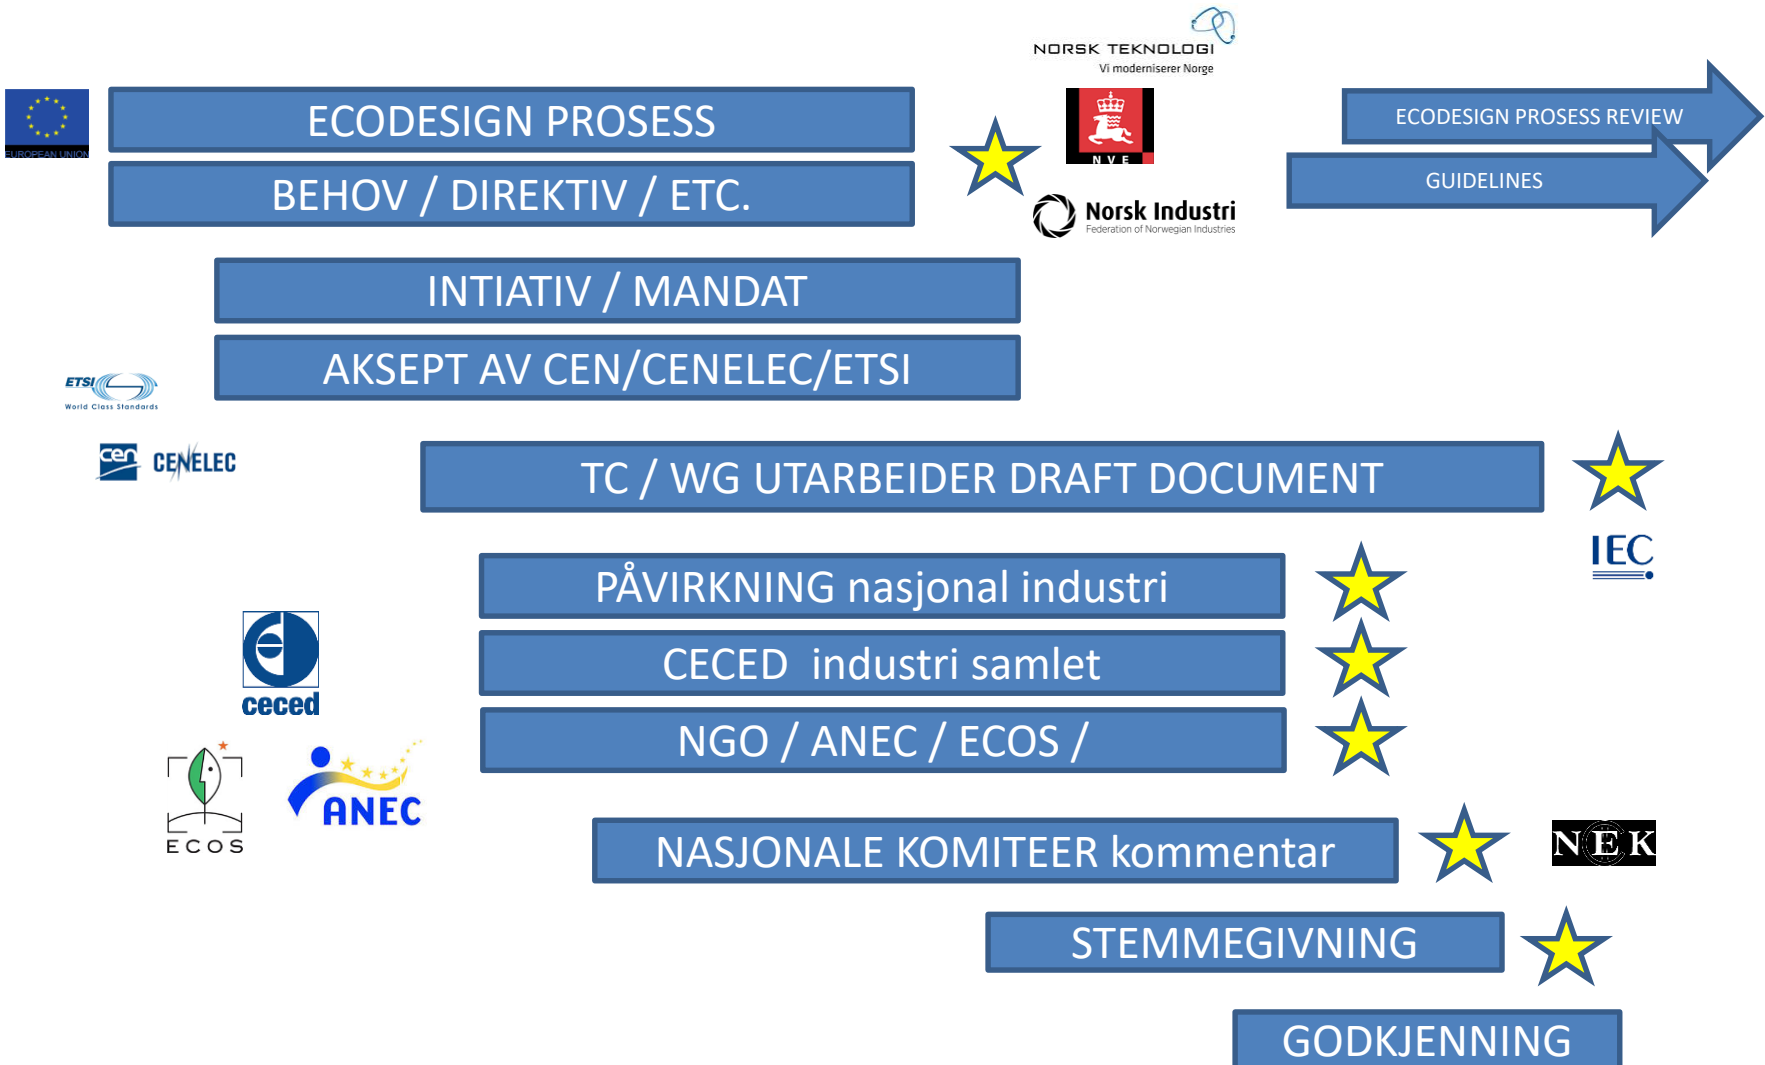 NORSK TEKNOLOGI
Vi moderniserer Norge
EUROPEAN UNION
ECODESIGN PROSESS
NVE
ECODESIGN PROSESS REVIEW
BEHOV / DIREKTIV / ETC.
GUIDELINES
Norsk Industri
Federation of Norwegian Industries
INTIATIV / MANDAT
AKSEPT AV CEN/CENELEC/ETSI
ETSI
World Class Standards
cen CENELEC
TC / WG UTARBEIDER DRAFT DOCUMENT
IEC
PÅVIRKNING nasjonal industri
CECED industri samlet
ceced
NGO / ANEC / ECOS /
ANEC
ECOS
NASJONALE KOMITEER kommentar
NEK
STEMMEGIVNING
GODKJENNING